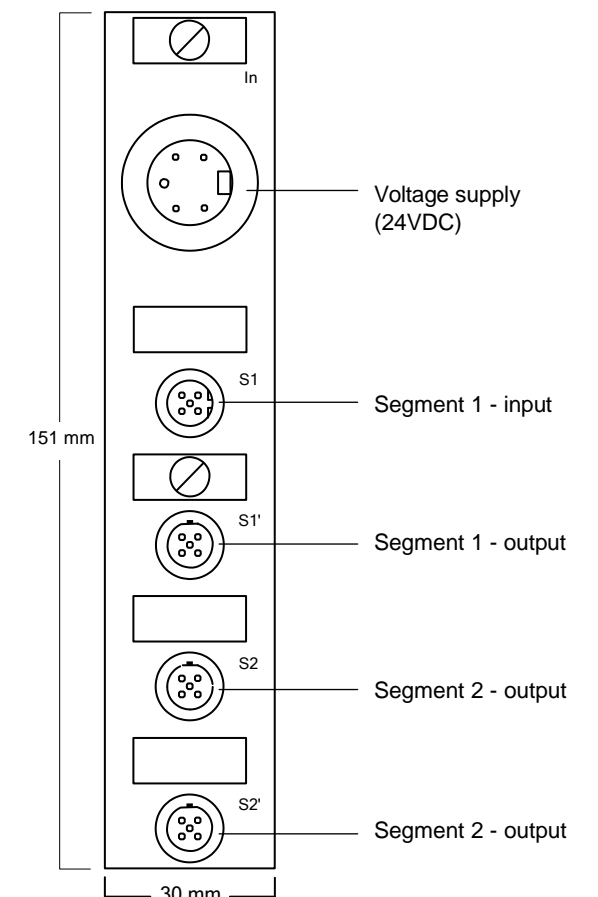 In
Voltage supply
(24VDC)
S1
Segment 1 - input
151 mm
S1'
Segment 1 - output
S2
Segment 2 - output
S2'
Segment 2 - output
30 mm